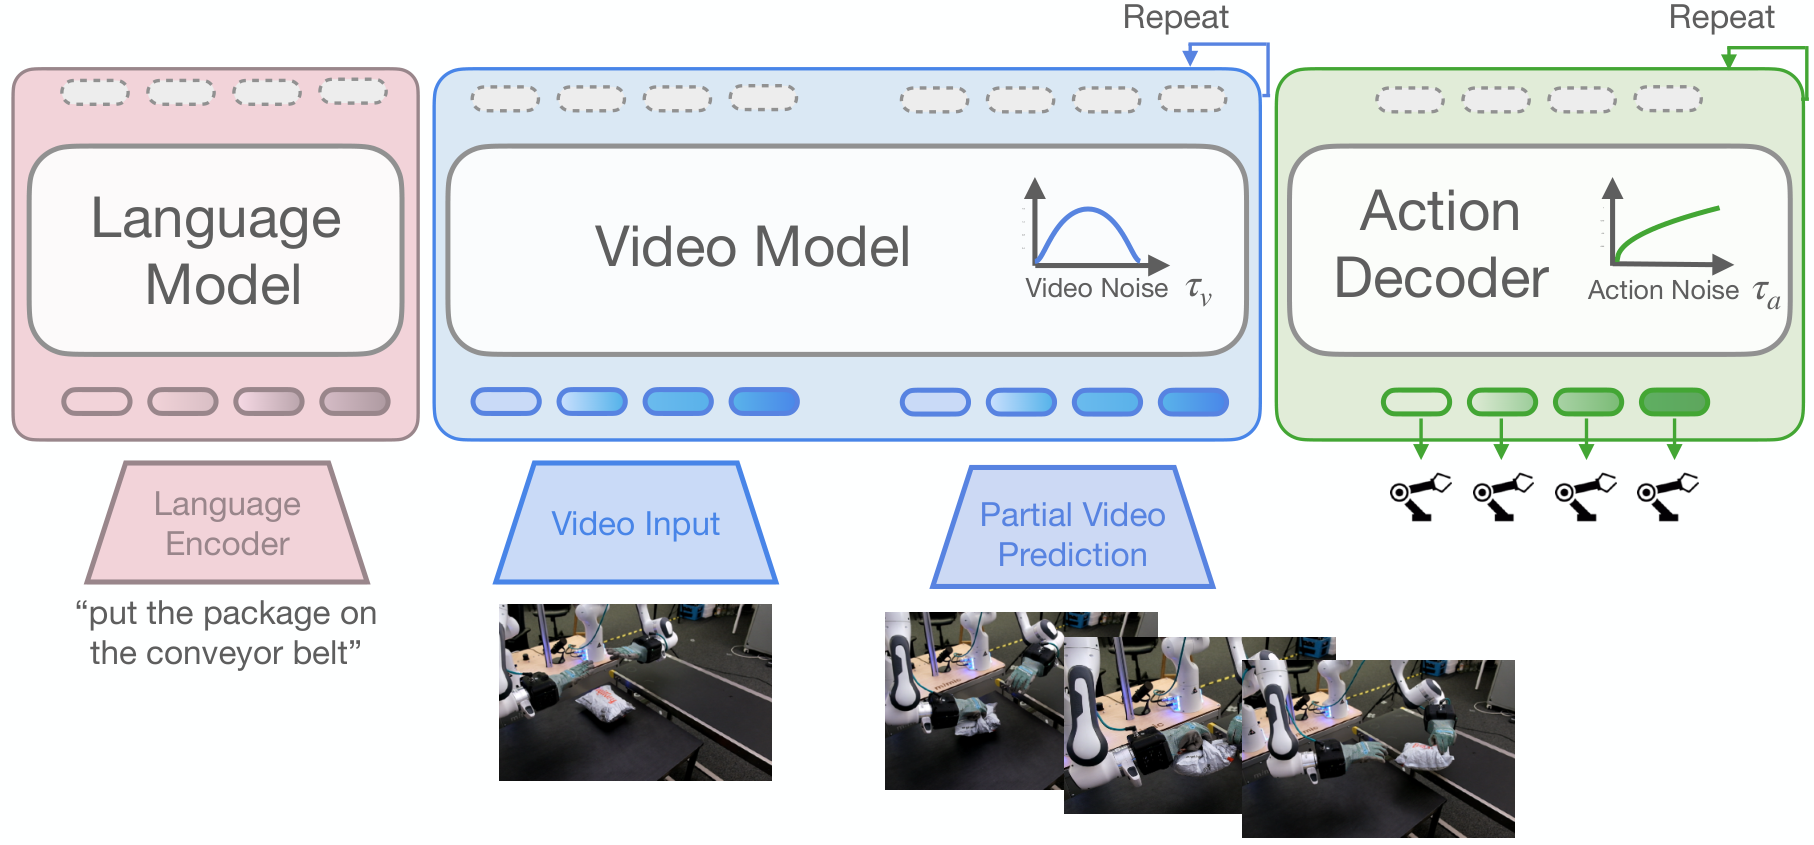 Repeat
Repeat
Language
Model
Video Model
Video Noise τv
Action
Decoder
Action Noise τa
Language
Encoder
Video Input
Partial Video
Prediction
“put the package on
the conveyor belt”